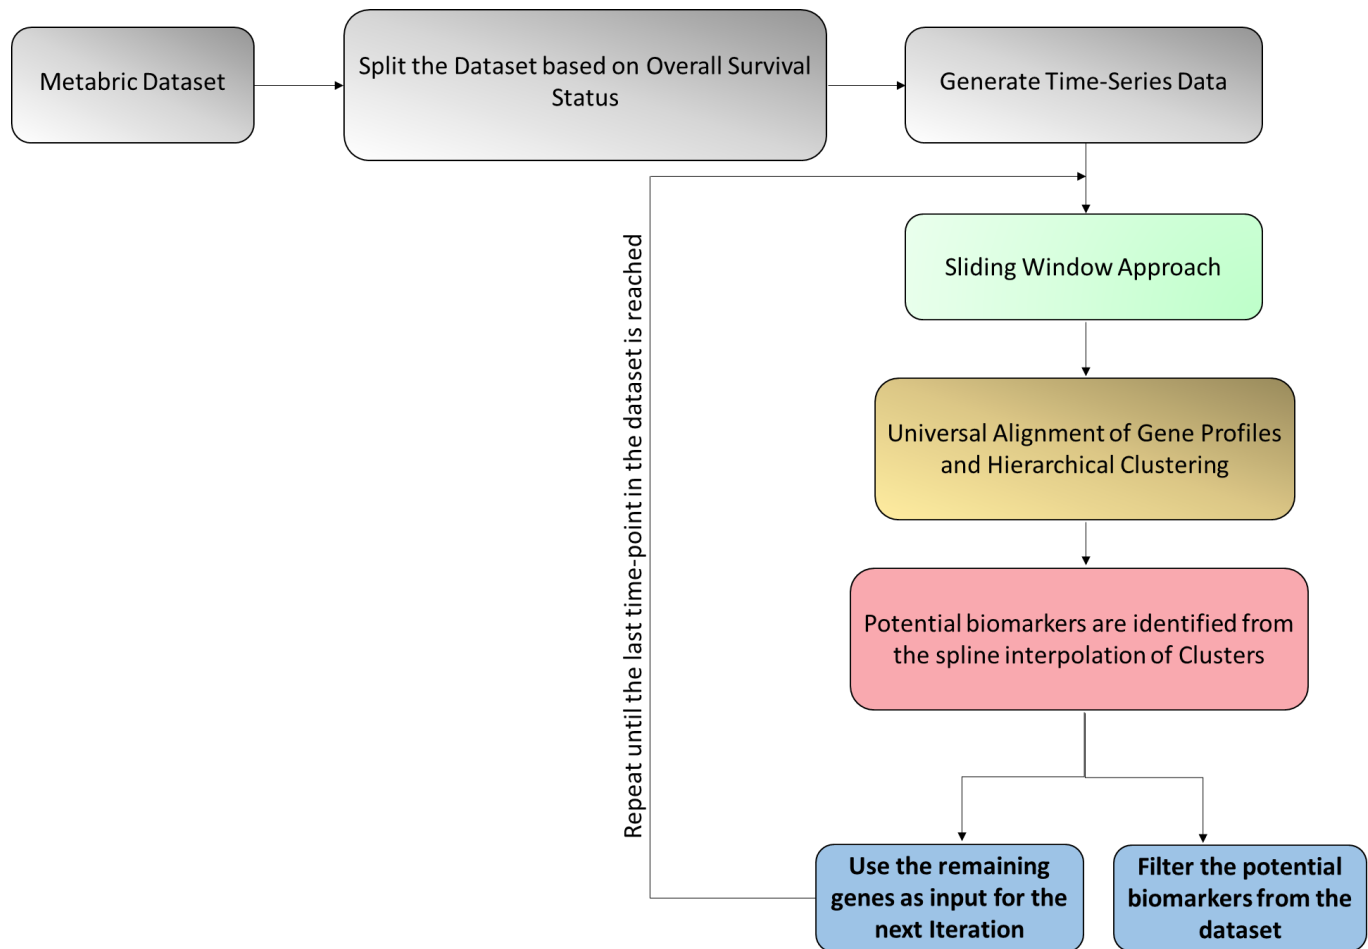 Metabric Dataset
Split the Dataset based on Overall Survival
Status
Generate Time-Series Data
Sliding Window Approach
Repeat until the last time-point in the dataset is reached
Universal Alignment of Gene Profiles
and Hierarchical Clustering
Potential biomarkers are identified from
the spline interpolation of Clusters
Use the remaining
genes as input for the
next Iteration
Filter the potential
biomarkers from the
dataset